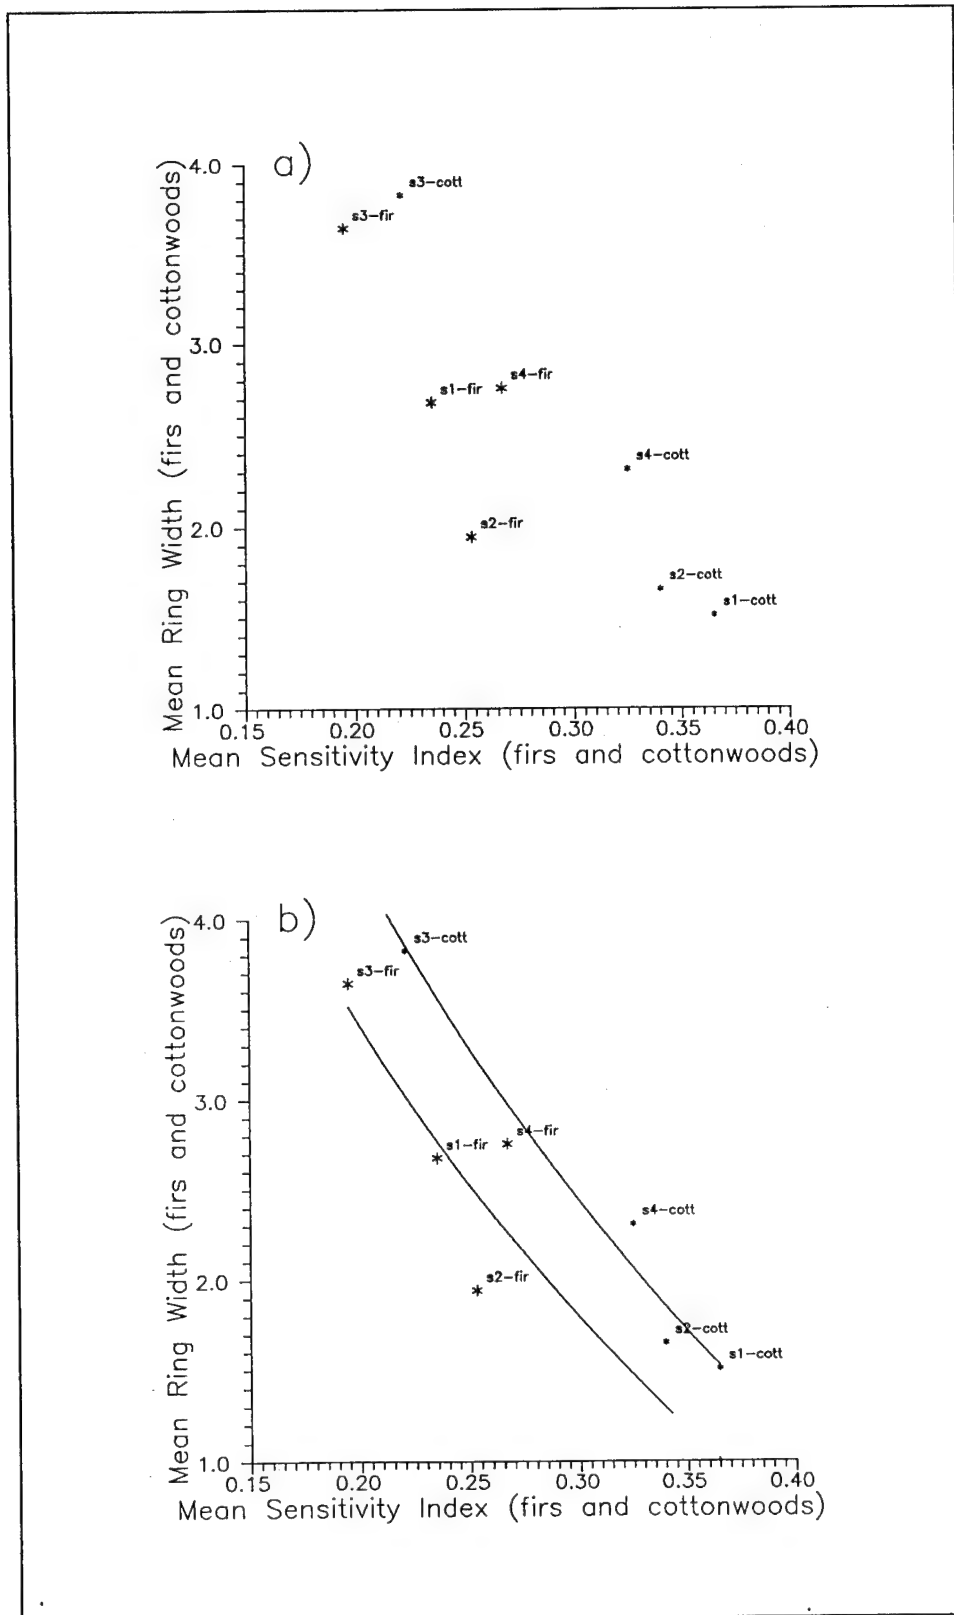 a)
4.0
s3-cott
s3-fir
3.0
s4-fir
s1-fir
s4-cott
2.0
s2-fir
s2-cott
s1-cott
1.0
0.15 0.20 0.25 0.30 0.35 0.40
Mean Ring Width (firs and cottonwoods)
Mean Sensitivity Index (firs and cottonwoods)
b)
4.0
s3-cott
s3-fir
3.0
s4-fir
s1-fir
s4-cott
2.0
s2-fir
s2-cott
s1-cott
1.0
0.15 0.20 0.25 0.30 0.35 0.40
Mean Ring Width (firs and cottonwoods)
Mean Sensitivity Index (firs and cottonwoods)